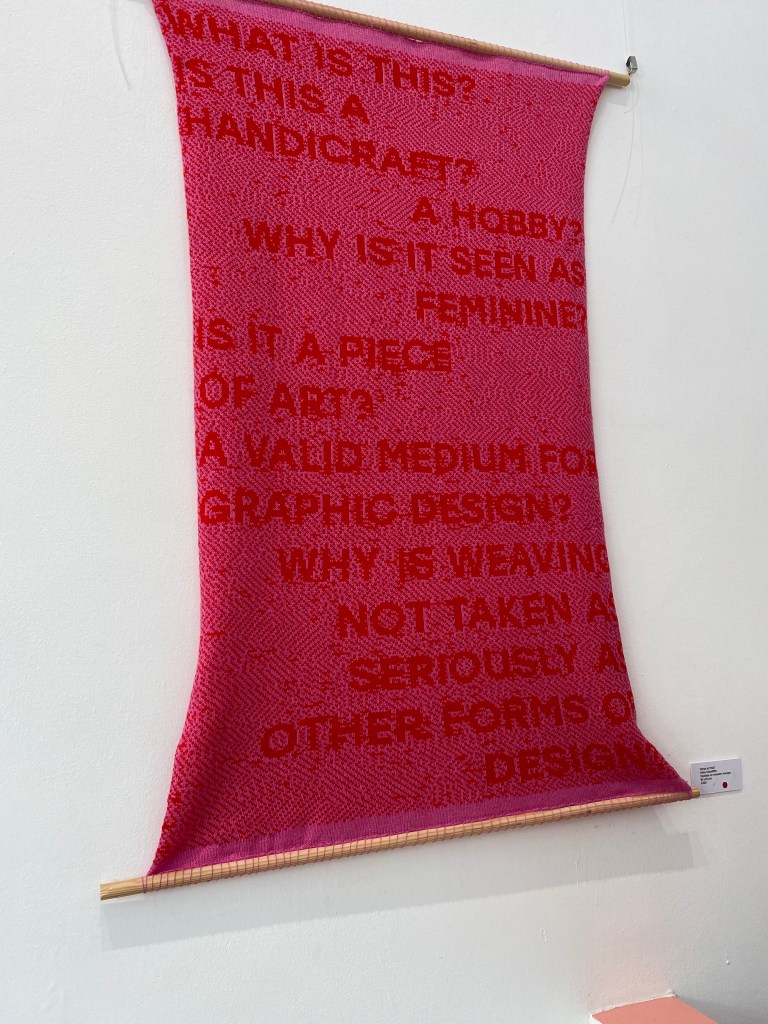 WHAT IS THIS?
IS THIS A
HANDICRAFT?
A HOBBY?
WHY IS IT SEEN AS
FEMININE?
IS IT A PIECE
OF ART?
A VALID MEDIUM FOR
GRAPHIC DESIGN?
WHY IS WEAVING
NOT TAKEN AS
SERIOUSLY AS
OTHER FORMS OF
DESIGN?